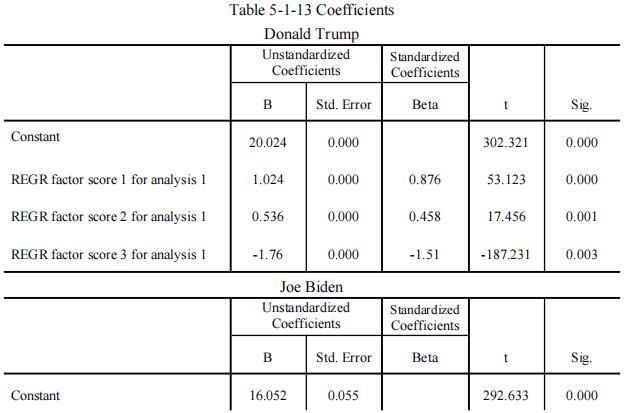 Table 5-1-13 Coefficients
Donald Trump
Unstandardized Coefficients Standardized Coefficients t Sig.
B Std. Error Beta
Constant 20.024 0.000 302.321 0.000
REGR factor score 1 for analysis 1 1.024 0.000 0.876 53.123 0.000
REGR factor score 2 for analysis 1 0.536 0.000 0.458 17.456 0.001
REGR factor score 3 for analysis 1 -1.76 0.000 -1.51 -187.231 0.003
Joe Biden
Unstandardized Coefficients Standardized Coefficients t Sig.
B Std. Error Beta
Constant 16.052 0.055 292.633 0.000